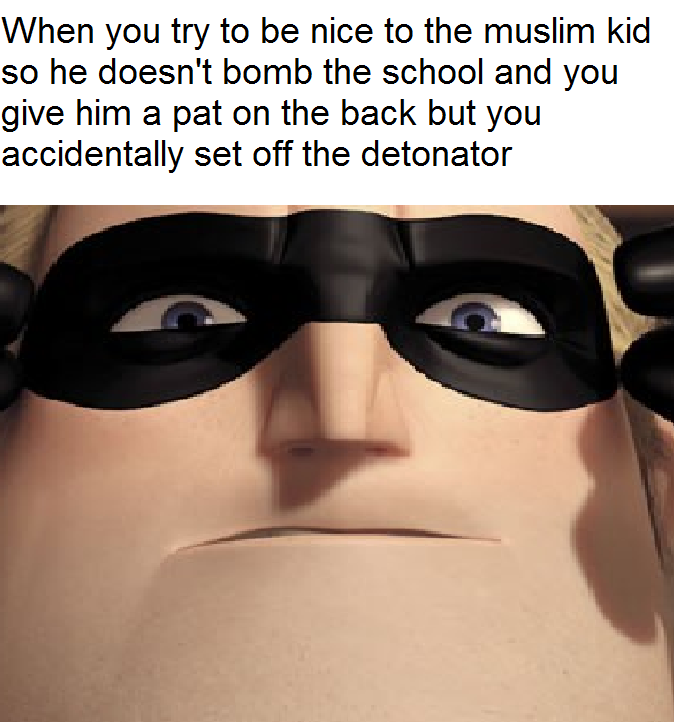 When you try to be nice to the muslim kid
so he doesn't bomb the school and you
give him a pat on the back but you
accidentally set off the detonator